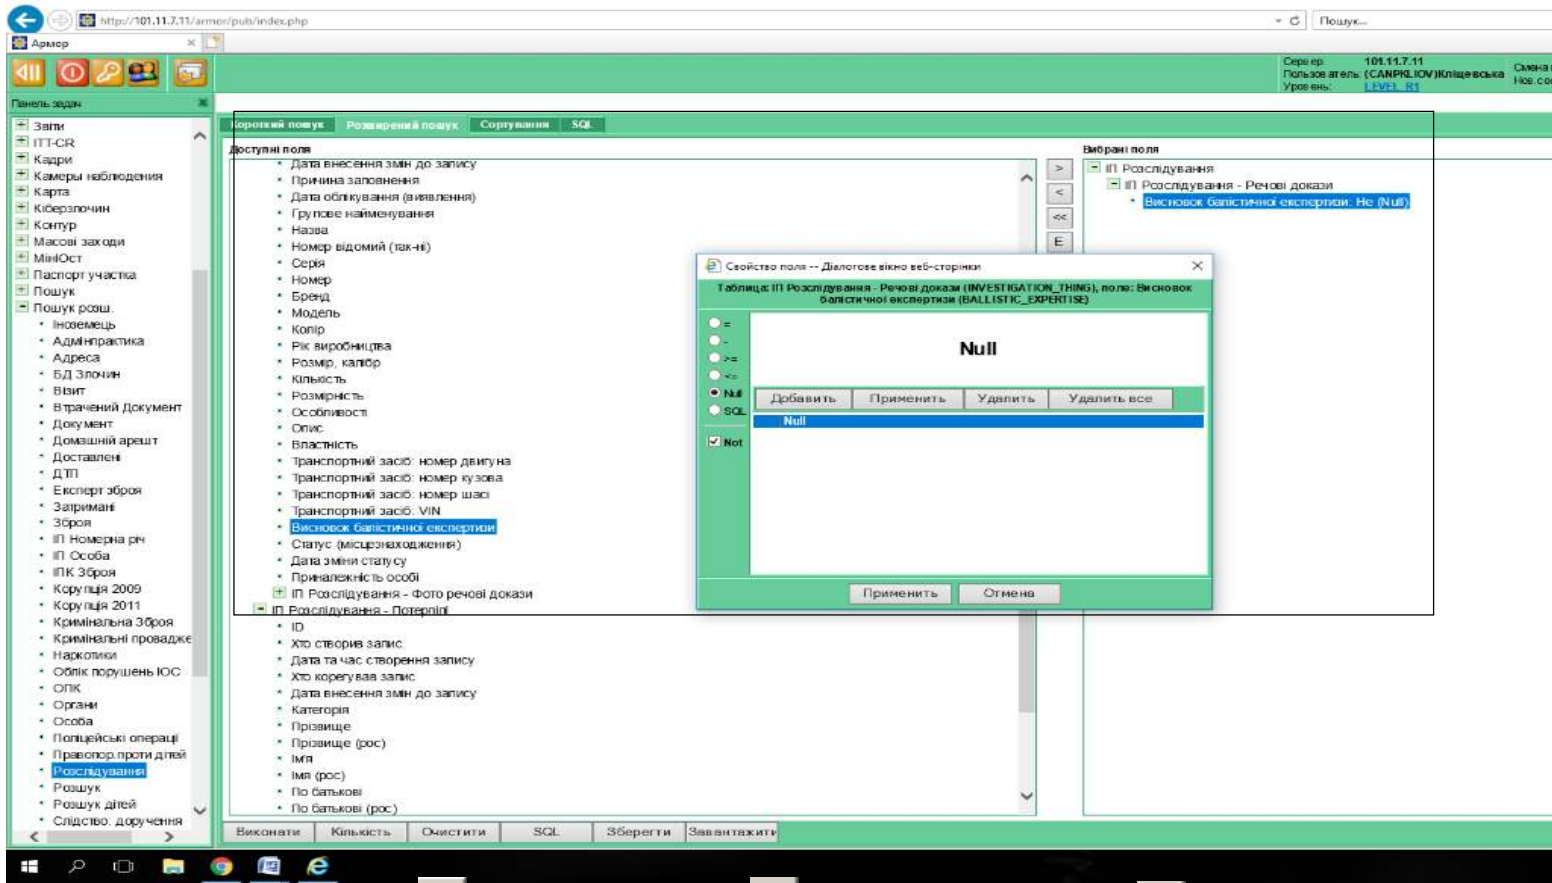 http://101.11.7.11/armor/pub/index.php
Пошук...
Армор
Сервер: 101.11.7.11
Пользователь: (CANPKLIOV)Кліщевська
Уровень: LEVEL_R1
Смена
Нов.со
Панель задач
Звіти
ІТТ-CR
Кадри
Камеры наблюдения
Карта
Кіберзлочин
Контур
Масові заходи
МініОст
Паспорт участка
Пошук
Пошук розш.
Іноземець
Адмінпрактика
Адреса
БД Злочин
Візит
Втрачений Документ
Документ
Домашній арешт
Доставлені
ДТП
Експерт зброя
Затримані
Зброя
ІП Номерна річ
ІП Особа
ІПК Зброя
Корупція 2009
Корупція 2011
Кримінальна Зброя
Кримінальні провадже
Наркотики
Облік порушень ІОС
ОПК
Органи
Особа
Поліцейські операції
Правопор.проти дітей
Розслідування
Розшук
Розшук дітей
Слідство: доручення
Короткий пошук Розширений пошук Сортування SQL
Доступні поля
Дата внесення змін до запису
Причина заповнення
Дата облікування (виявлення)
Групове найменування
Назва
Номер відомий (так-ні)
Серія
Номер
Бренд
Модель
Колір
Рік виробництва
Розмір, калібр
Кількість
Розмірність
Особливості
Опис
Властність
Транспортний засіб: номер двигуна
Транспортний засіб: номер кузова
Транспортний засіб: номер шасі
Транспортний засіб: VIN
Висновок балістичної експертизи
Статус (місцезнаходження)
Дата зміни статусу
Приналежність особі
ІП Розслідування - Фото речові докази
ІП Розслідування - Потерпілі
ID
Хто створив запис
Дата та час створення запису
Хто корегував запис
Дата внесення змін до запису
Категорія
Прізвище
Прізвище (рос)
Імя
Імя (рос)
По батькові
По батькові (рос)
>
<
<<
E
Вибрані поля
ІП Розслідування
ІП Розслідування - Речові докази
Висновок балістичної експертизи: Не (Null)
Свойство поля -- Діалогове вікно веб-сторінки
Таблица: ІП Розслідування - Речові докази (INVESTIGATION_THING), поле: Висновок
балістичної експертизи (BALLISTIC_EXPERTISE)
=
-
>=
<=
Null
SQL
Not
Null
Добавить Применить Удалить Удалить все
Null
Применить Отмена
Виконати Кількість Очистити SQL Зберегти Завантажити